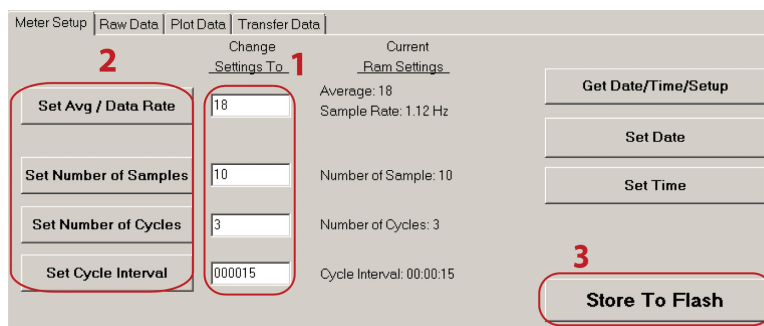 Meter Setup Raw Data Plot Data Transfer Data
2
Change
Settings To
1
Current
Ram Settings
Set Avg / Data Rate
18
Average: 18
Sample Rate: 1.12 Hz
Get Date/Time/Setup
Set Date
Set Number of Samples
10
Number of Sample: 10
Set Time
Set Number of Cycles
3
Number of Cycles: 3
Set Cycle Interval
000015
Cycle Interval: 00:00:15
3
Store To Flash